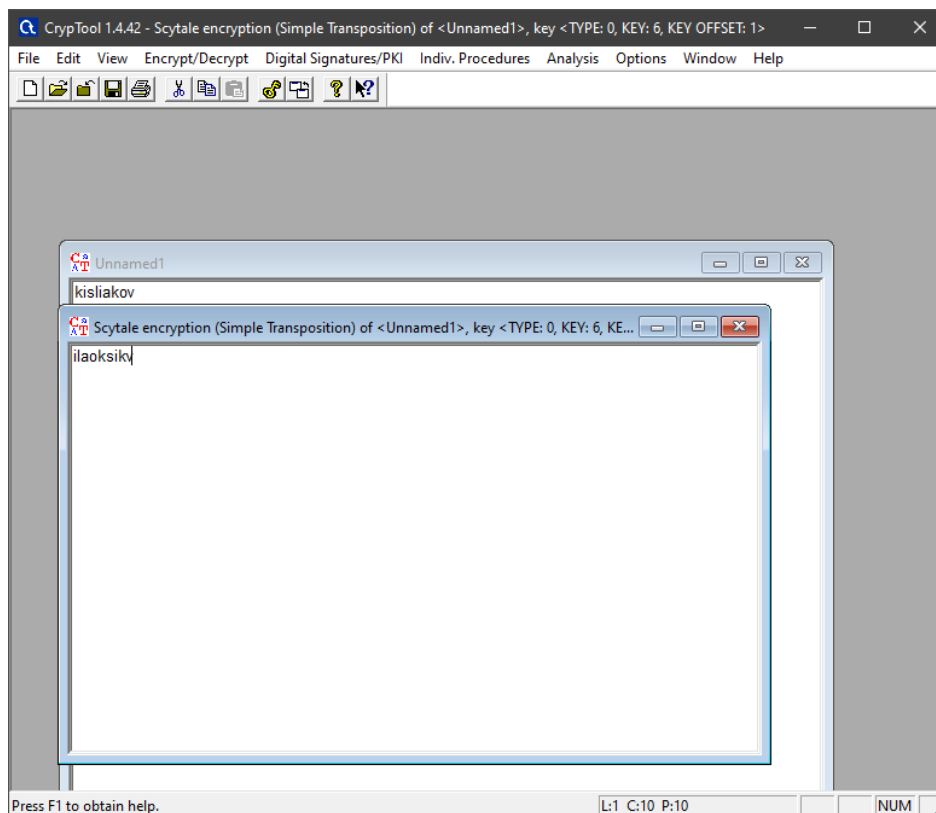 CrypTool 1.4.42 - Scytale encryption (Simple Transposition) of <Unnamed1>, key <TYPE: 0, KEY: 6, KEY OFFSET: 1>
File Edit View Encrypt/Decrypt Digital Signatures/PKI Indiv. Procedures Analysis Options Window Help
Unnamed1
kisliakov
Scytale encryption (Simple Transposition) of <Unnamed1>, key <TYPE: 0, KEY: 6, KE...
ilaoksikv
Press F1 to obtain help. L:1 C:10 P:10 NUM